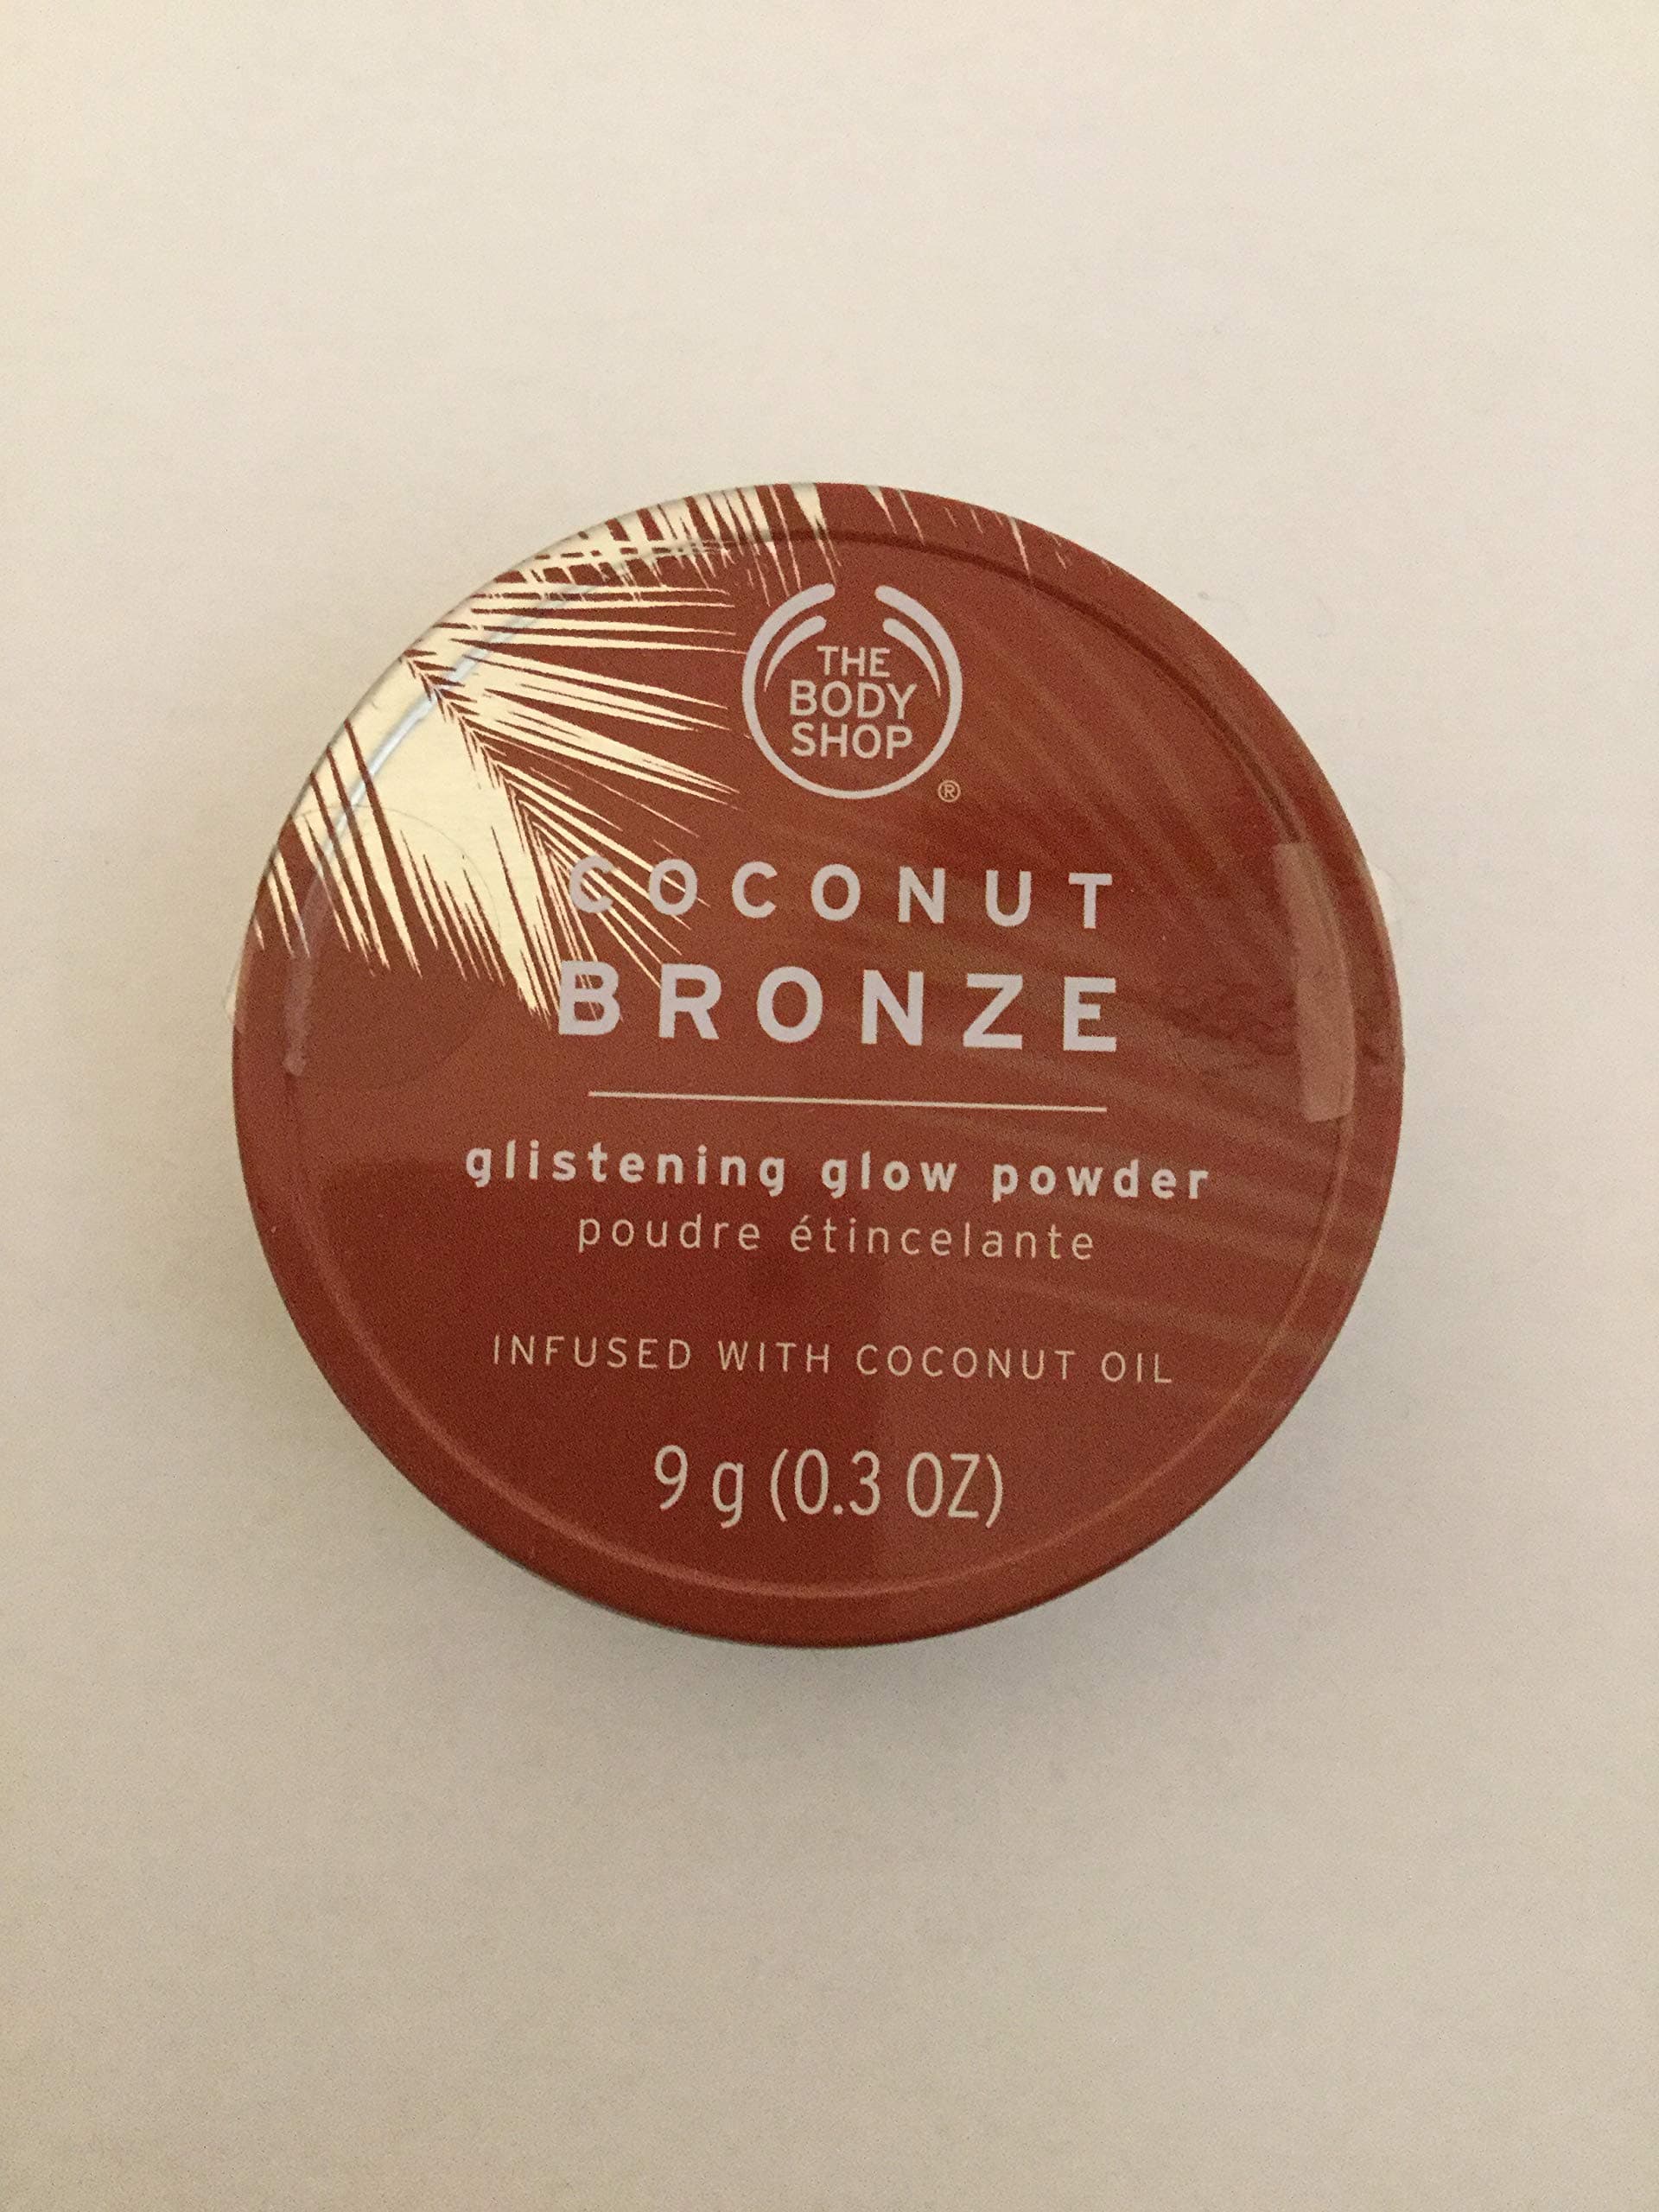 THE
BODY
SHOP
®
COCONUT
BRONZE
glistening glow powder
poudre étincelante
INFUSED WITH COCONUT OIL
9 g (0.3 OZ)